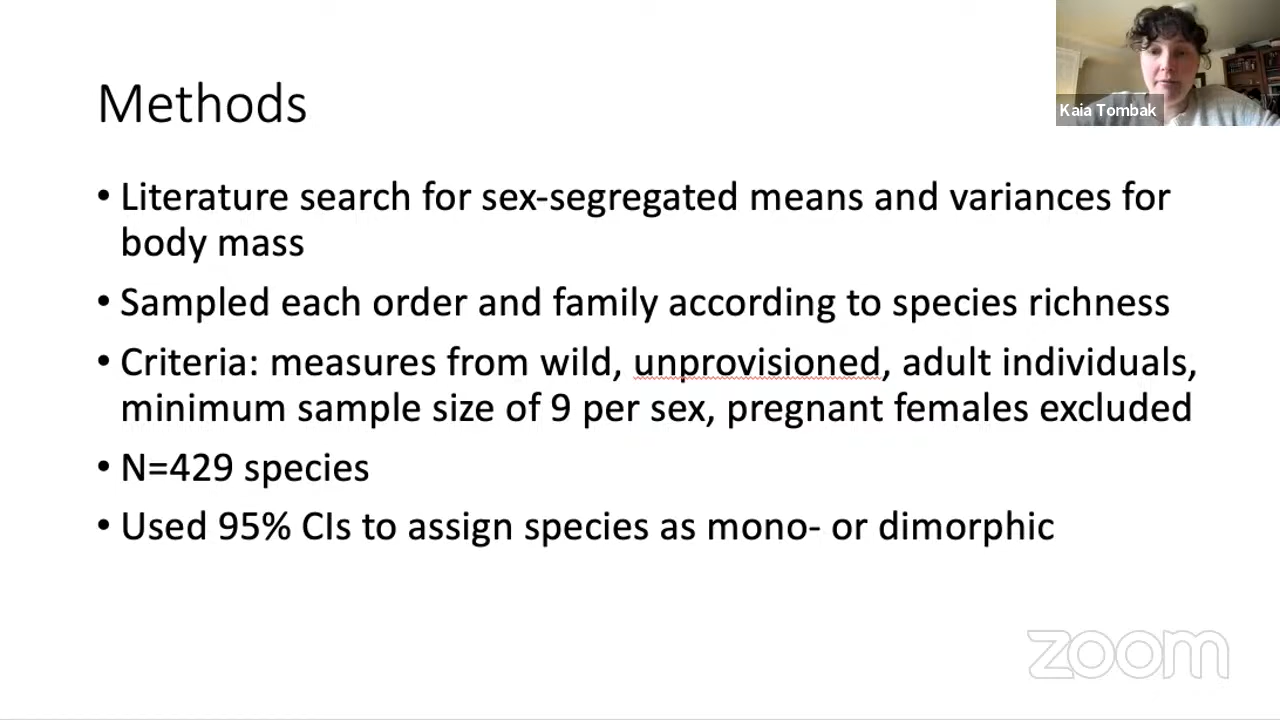 Kaia Tombak
Methods
• Literature search for sex-segregated means and variances for
body mass
• Sampled each order and family according to species richness
• Criteria: measures from wild, unprovisioned, adult individuals,
minimum sample size of 9 per sex, pregnant females excluded
• N=429 species
• Used 95% CIs to assign species as mono- or dimorphic
zoom